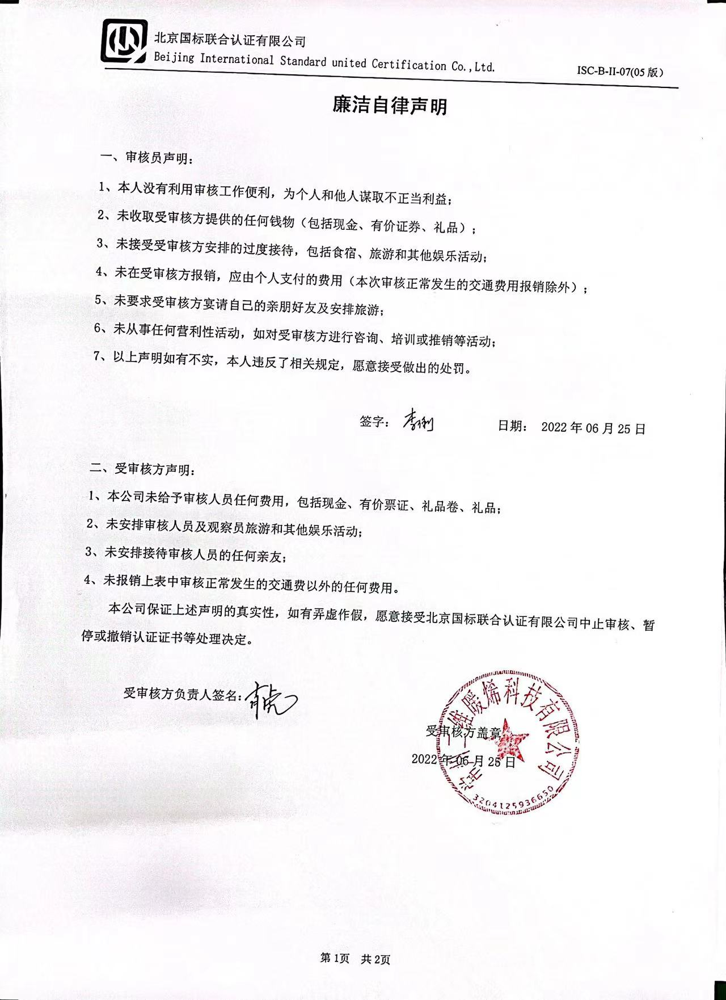 北京国标联合认证有限公司
Beijing International Standard united Certification Co.,Ltd.
ISC-B-II-07(05版)
廉洁自律声明
一、审核员声明：
1、本人没有利用审核工作便利，为个人和他人谋取不正当利益；
2、未收取受审核方提供的任何钱物（包括现金、有价证券、礼品）；
3、未接受受审核方安排的过度接待，包括食宿、旅游和其他娱乐活动；
4、未在受审核方报销，应由个人支付的费用（本次审核正常发生的交通费用报销除外）；
5、未要求受审核方宴请自己的亲朋好友及安排旅游；
6、未从事任何营利性活动，如对受审核方进行咨询、培训或推销等活动；
7、以上声明如有不实，本人违反了相关规定，愿意接受做出的处罚。
签字： 李俐 日期： 2022年06月25日
二、受审核方声明：
1、本公司未给予审核人员任何费用，包括现金、有价票证、礼品卷、礼品；
2、未安排审核人员及观察员旅游和其他娱乐活动；
3、未安排接待审核人员的任何亲友；
4、未报销上表中审核正常发生的交通费以外的任何费用。
本公司保证上述声明的真实性，如有弄虚作假，愿意接受北京国标联合认证有限公司中止审核、暂
停或撤销认证证书等处理决定。
受审核方负责人签名：
受审核方盖章
2022年06月25日
常州二维暖烯科技有限公司
3204125936650
第1页 共2页